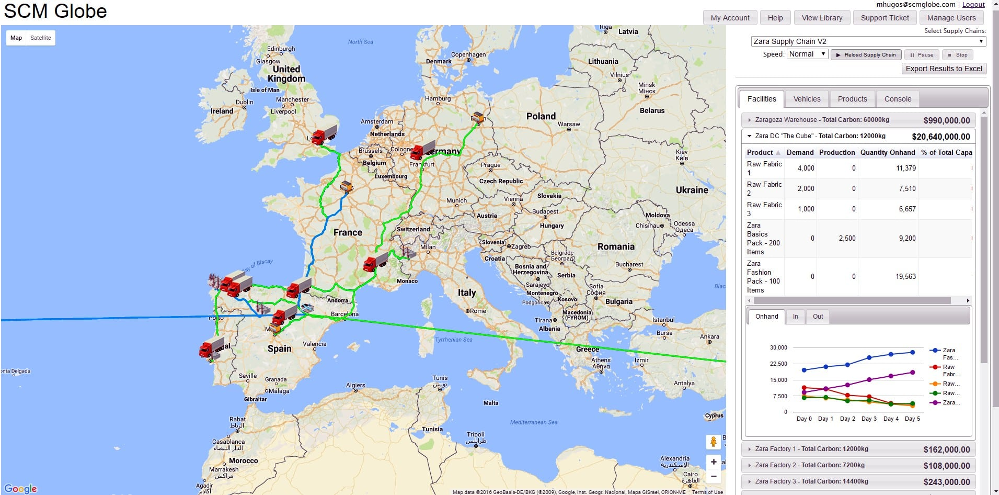 SCM Globe
mhugos@scmglobe.com | Logout
My Account
Help
View Library
Support Ticket
Manage Users
Select Supply Chains:
Zara Supply Chain V2
Speed: Normal
Reload Supply Chain
Pause
Stop
Export Results to Excel
Map
Satellite
North Sea
Riga
Latvia
Edinburgh
Glasgow
United
Kingdom
Isle of Man
Dublin
Manchester
Liverpool
Ireland
Copenhagen
Denmark
Lithuania
Vilnius
Minsk
Мінск
Hamburg
Belarus
Poland
Warsaw
Amsterdam
Netherlands
Brussels
Cologne
Belgium
Frankfurt
Luxembourg
Prague
Czech Republic
Kiev
Київ
Ukraine
Slovakia
Munich
Vienna
Budapest
Austria
Hungary
Moldova
Chisinau
Odessa
Одеса
France
Switzerland
Milan
Slovenia
Zagreb
Croatia
Romania
Belgrade
Београд
Bucharest
Bosnia and
Herzegovina
Serbia
Sarajevo
Montenegro
Podgorica
Kosovo
Sofia
София
Bulgaria
Macedonia
(FYROM)
Monaco
Italy
Rome
Andorra
Barcelona
Porto
Spain
Valencia
Tirana
Albania
Istanbul
Bursa
Ankara
Tyrrhenian Sea
Greece
Athens
Αθήνα
Izmir
Antalya
Seville
Granada
Málaga
Gibraltar
Algiers
Tunis
تونس
Malta
Mediterranean Sea
Cyprus
Rabat
الرباط
Casablanca
الدار البيضاء
Tunisia
Tripoli
طرابلس
Morocco
Marrakesh
مراكش
Agadir
أكادير
Alexandria
الإسكندرية
Cairo
القاهرة
Google
Map data ©2016 GeoBasis-DE/BKG (©2009), Google, Inst. Geogr. Nacional, Mapa GISrael, ORION-ME
Terms of Use
Facilities
Vehicles
Products
Console
Zaragoza Warehouse - Total Carbon: 60000kg $990,000.00
Zara DC "The Cube" - Total Carbon: 12000kg $20,640,000.00
Product Demand Production Quantity Onhand % of Total Capa
Raw Fabric
1
4,000 0 11,379
Raw Fabric
2
2,000 0 7,510
Raw Fabric
3
1,000 0 6,657
Zara
Basics
Pack - 200
Items
0 2,500 9,200
Zara
Fashion
Pack - 100
Items
0 0 19,563
Onhand
In
Out
30,000
22,500
15,000
7,500
0
Day 0 Day 1 Day 2 Day 3 Day 4 Day 5
Zara
Fas...
Raw
Fabr...
Raw...
Raw...
Zara...
Zara Factory 1 - Total Carbon: 12000kg $162,000.00
Zara Factory 2 - Total Carbon: 7200kg $108,000.00
Zara Factory 3 - Total Carbon: 14400kg $243,000.00